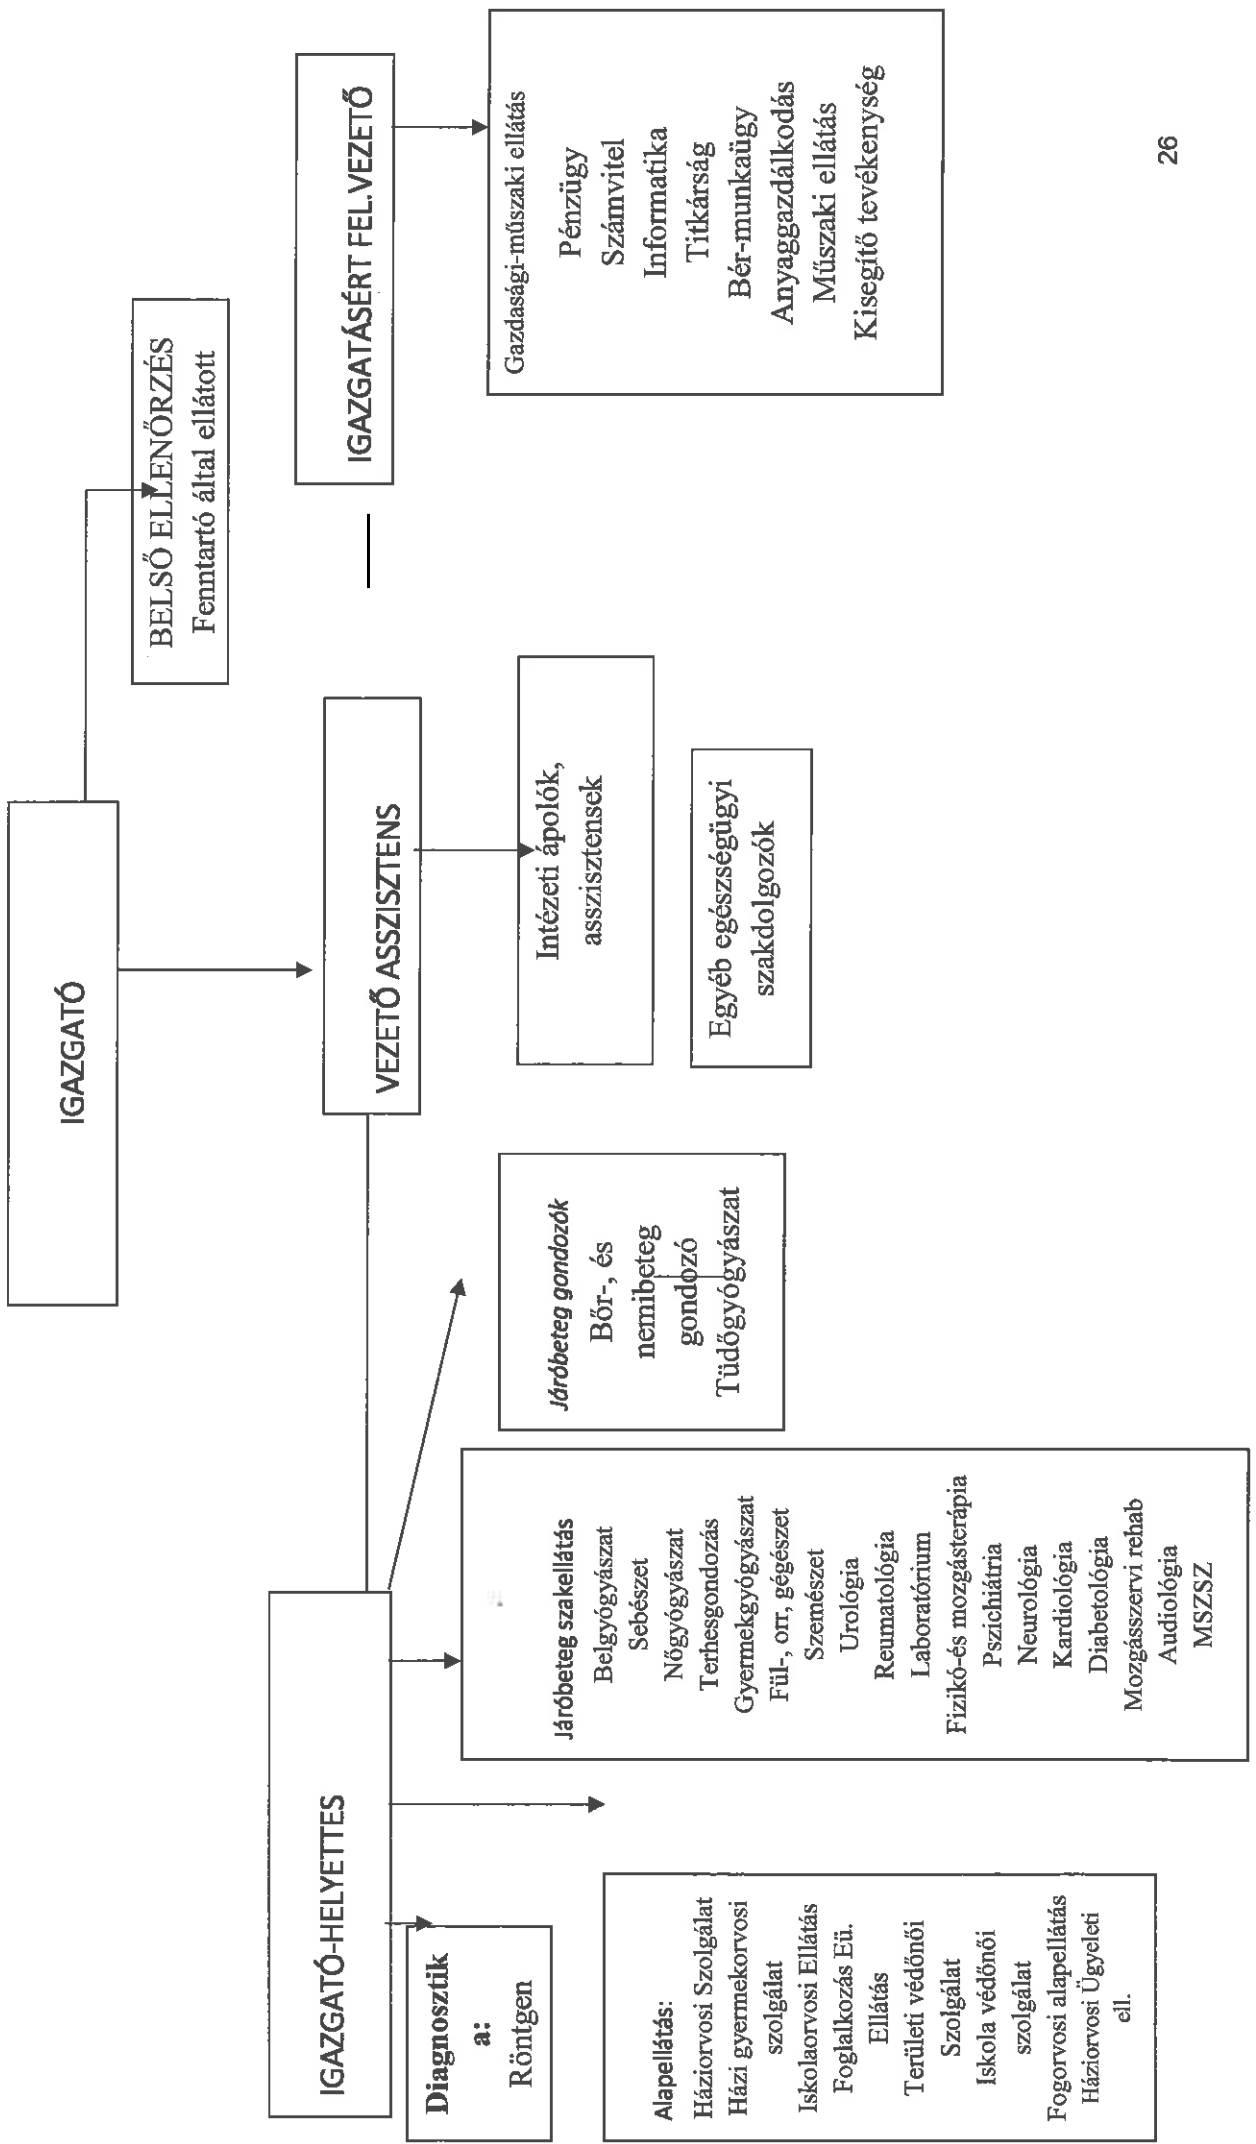 IGAZGATÓ
BELSŐ ELLENŐRZÉS
Fenntartó által ellátott
IGAZGATÓ-HELYETTES
VEZETŐ ASSZISZTENS
IGAZGATÁSÉRT FEL.VEZETŐ
Diagnosztik
a:
Röntgen
Alapellátás:
Háziorvosi Szolgálat
Házi gyermekorvosi
szolgálat
Iskolaorvosi Ellátás
Foglalkozás Eü.
Ellátás
Területi védőnői
Szolgálat
Iskola védőnői
szolgálat
Fogorvosi alapellátás
Háziorvosi Ügyeleti
ell.
Járóbeteg szakellátás
Belgyógyászat
Sebészet
Nőgyógyászat
Terhesgondozás
Gyermekgyógyászat
Fül-, orr, gégészet
Szemészet
Urológia
Reumatológia
Laboratórium
Fizikó-és mozgásterápia
Pszichiátria
Neurológia
Kardiológia
Diabetológia
Mozgásszervi rehab
Audiológia
MSZSZ
Járóbeteg gondozók
Bőr-, és
nemibeteg
gondozó
Tüdőgyógyászat
Intézeti ápolók,
asszisztensek
Egyéb egészségügyi
szakdolgozók
Gazdasági-műszaki ellátás
Pénzügy
Számvitel
Informatika
Titkárság
Bér-munkaügy
Anyaggazdálkodás
Műszaki ellátás
Kisegítő tevékenység
26